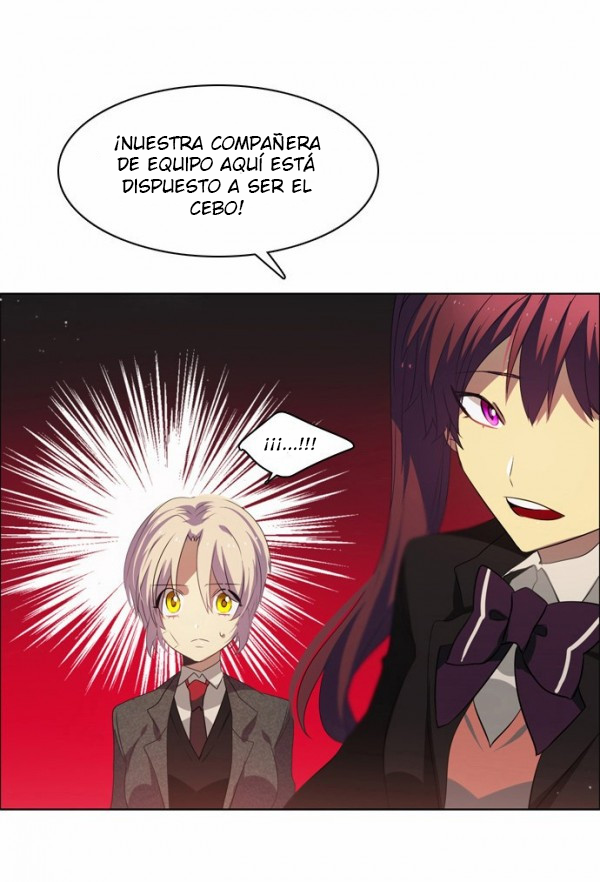 ¡NUESTRA COMPAÑERA
DE EQUIPO AQUÍ ESTÁ
DISPUESTO A SER EL
CEBO!
¡¡¡...!!!